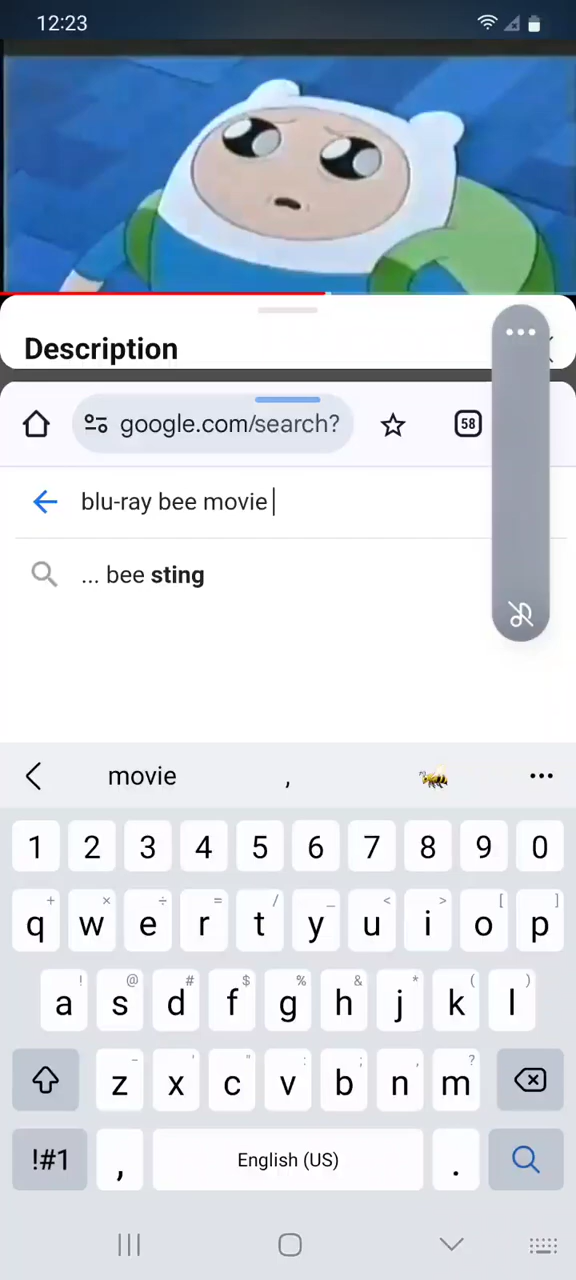 12:23
Description
google.com/search?
58
blu-ray bee movie
... bee sting
movie , 🐝
1 2 3 4 5 6 7 8 9 0
+ × ÷ = / _ < > [ ]
q w e r t y u i o p
! @ # $ % & * ( )
a s d f g h j k l
- ' " : ; , ?
z x c v b n m
!#1 , English (US) .